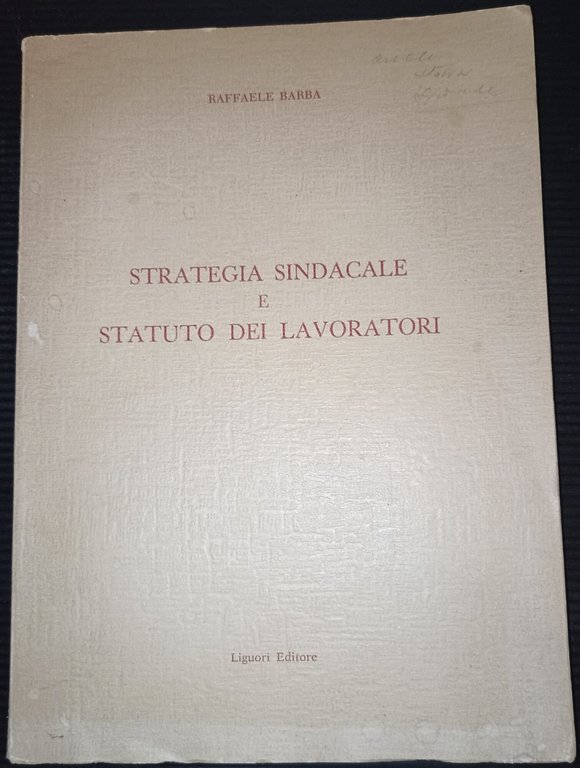 RAFFAELE BARBA
STRATEGIA SINDACALE
E
STATUTO DEI LAVORATORI
Liguori Editore